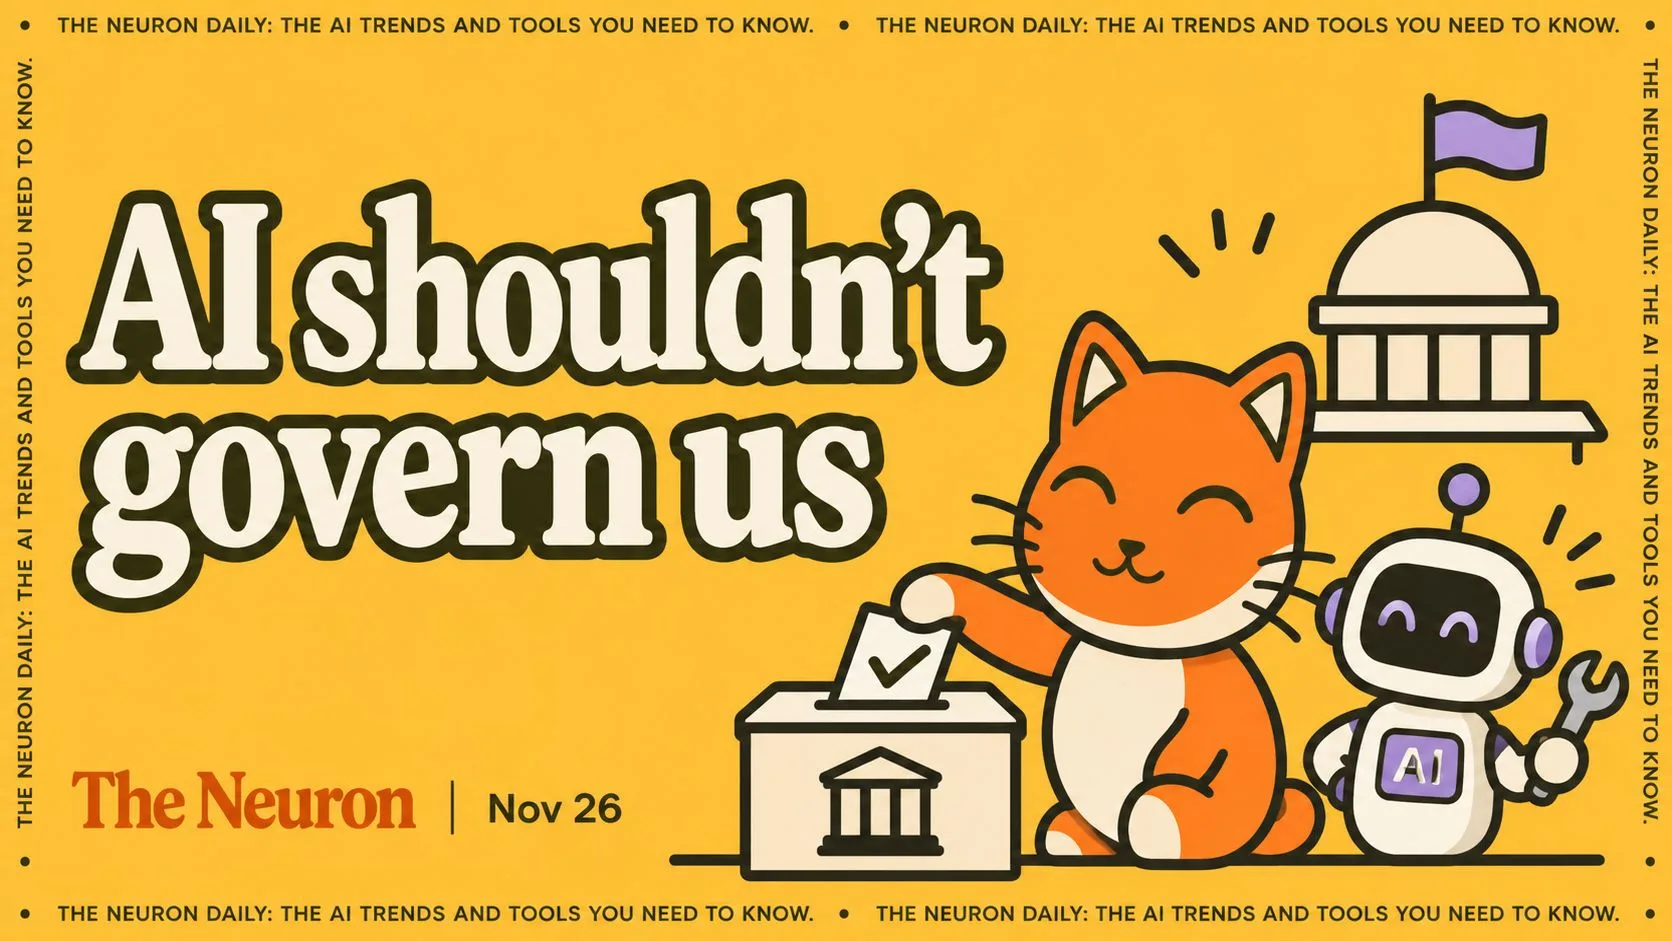 • THE NEURON DAILY: THE AI TRENDS AND TOOLS YOU NEED TO KNOW. • THE NEURON DAILY: THE AI TRENDS AND TOOLS YOU NEED TO KNOW. •
THE NEURON DAILY: THE AI TRENDS AND TOOLS YOU NEED TO KNOW.
AI shouldn’t
govern us
AI
The Neuron | Nov 26
THE NEURON DAILY: THE AI TRENDS AND TOOLS YOU NEED TO KNOW.
• THE NEURON DAILY: THE AI TRENDS AND TOOLS YOU NEED TO KNOW. • THE NEURON DAILY: THE AI TRENDS AND TOOLS YOU NEED TO KNOW. •